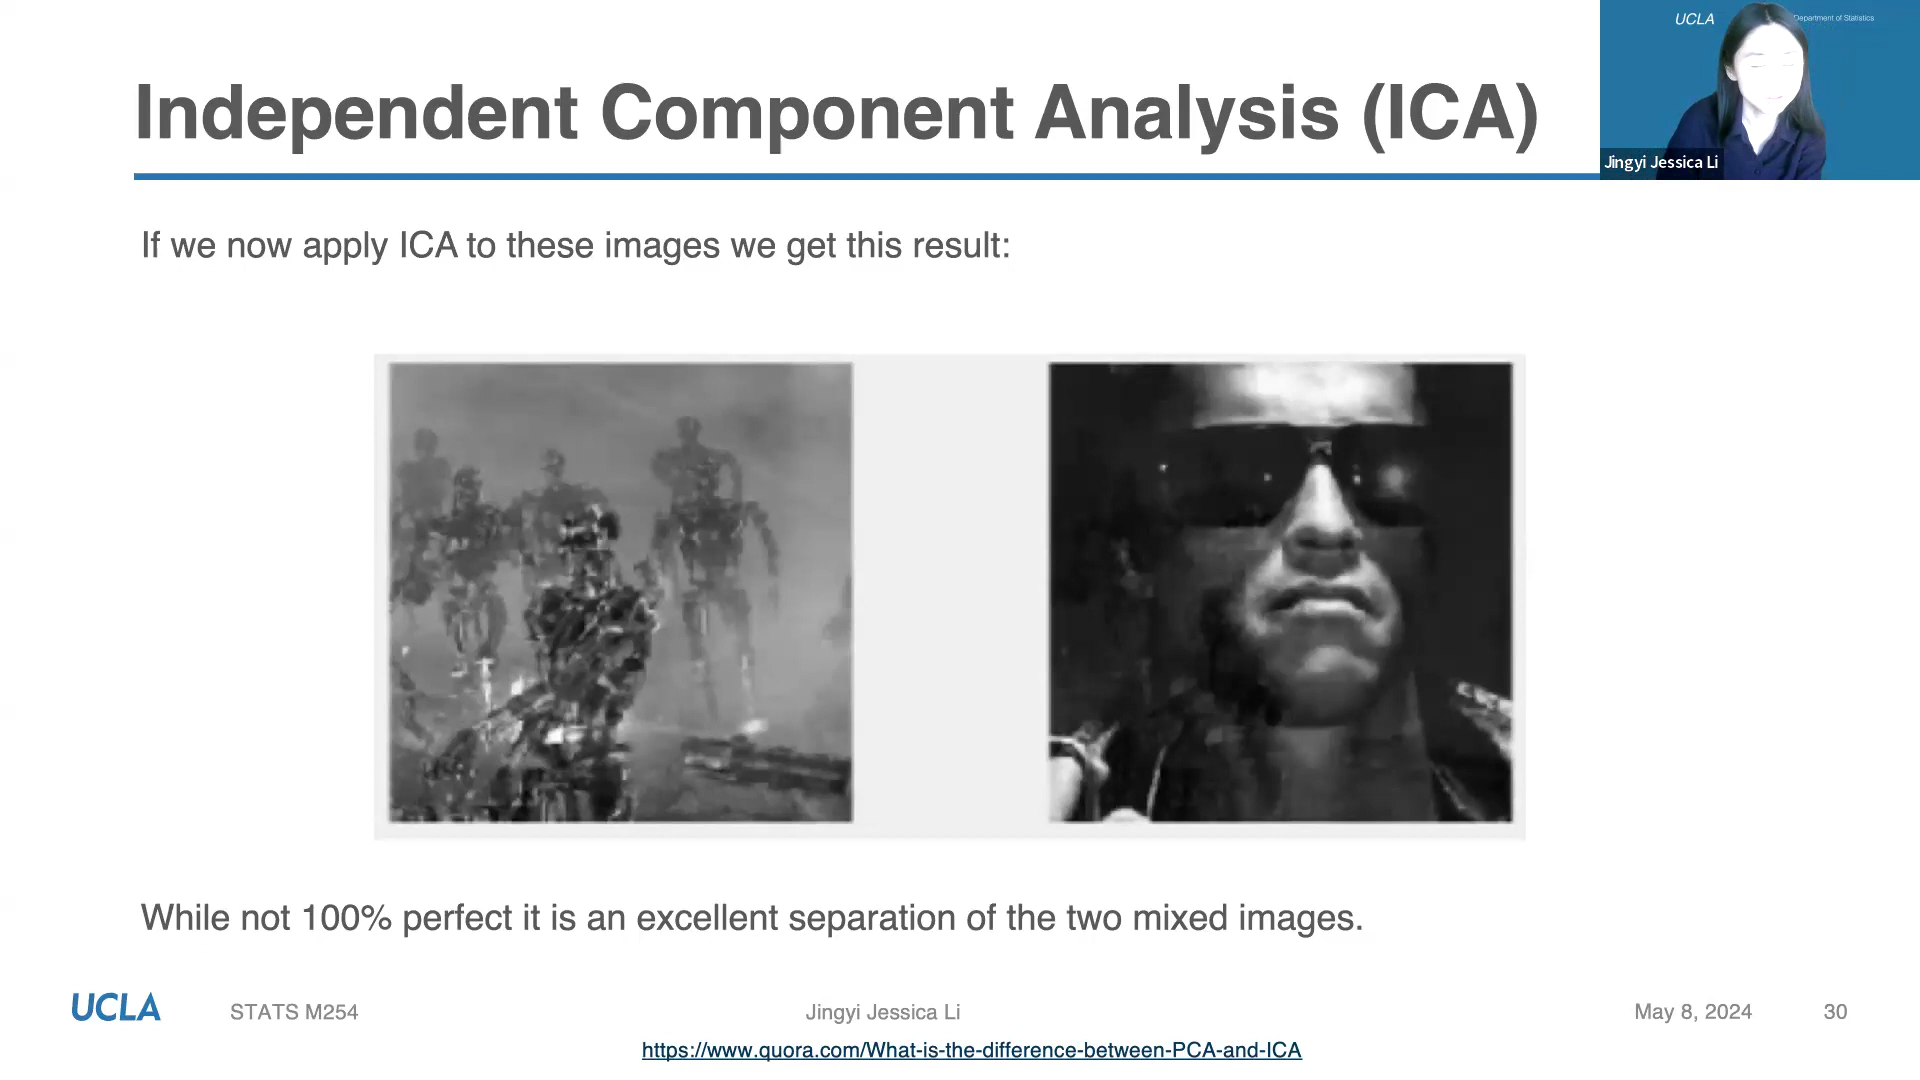 UCLA Department of Statistics
Independent Component Analysis (ICA)
Jingyi Jessica Li
If we now apply ICA to these images we get this result:
While not 100% perfect it is an excellent separation of the two mixed images.
UCLA STATS M254 Jingyi Jessica Li May 8, 2024 30
https://www.quora.com/What-is-the-difference-between-PCA-and-ICA